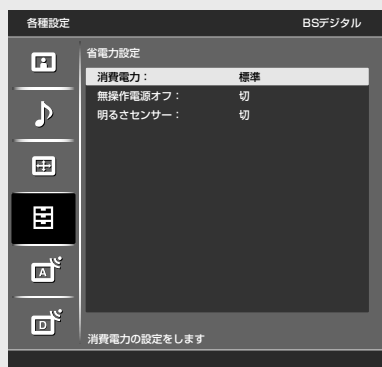 各種設定 BSデジタル
省電力設定
消費電力： 標準
無操作電源オフ： 切
明るさセンサー： 切
A
D
消費電力の設定をします